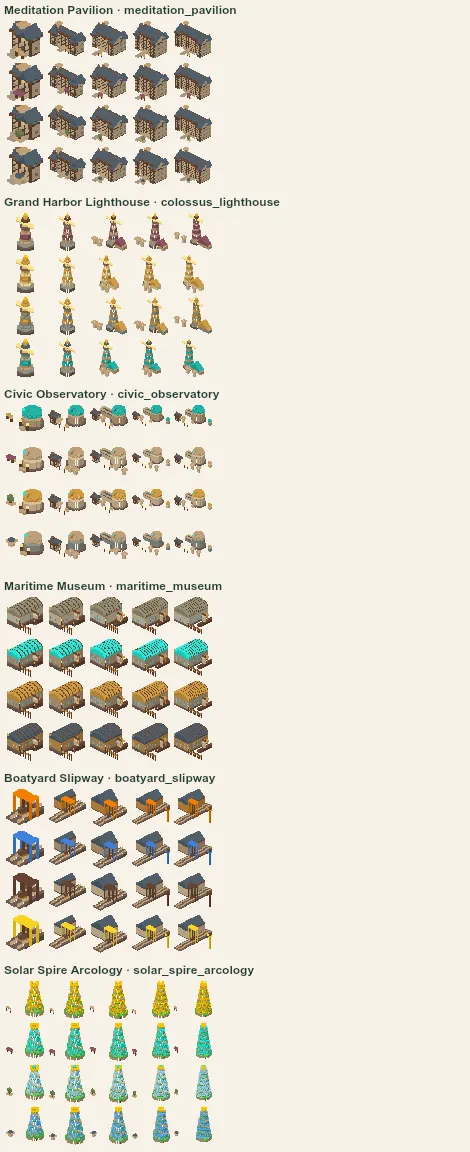 Meditation Pavilion · meditation_pavilion
Grand Harbor Lighthouse · colossus_lighthouse
Civic Observatory · civic_observatory
Maritime Museum · maritime_museum
Boatyard Slipway · boatyard_slipway
Solar Spire Arcology · solar_spire_arcology